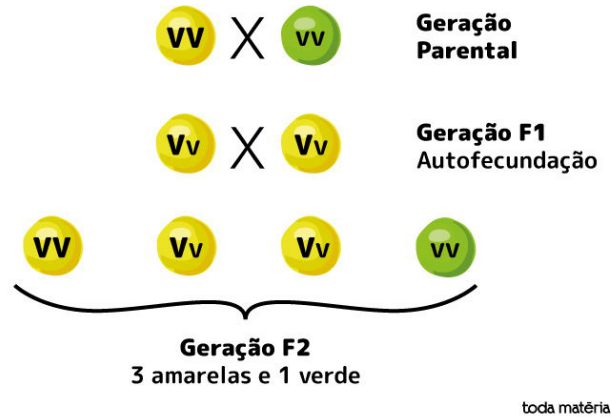 VV X vv Geração
Parental
Vv X Vv Geração F1
Autofecundação
VV Vv Vv vv
Geração F2
3 amarelas e 1 verde
toda matéria